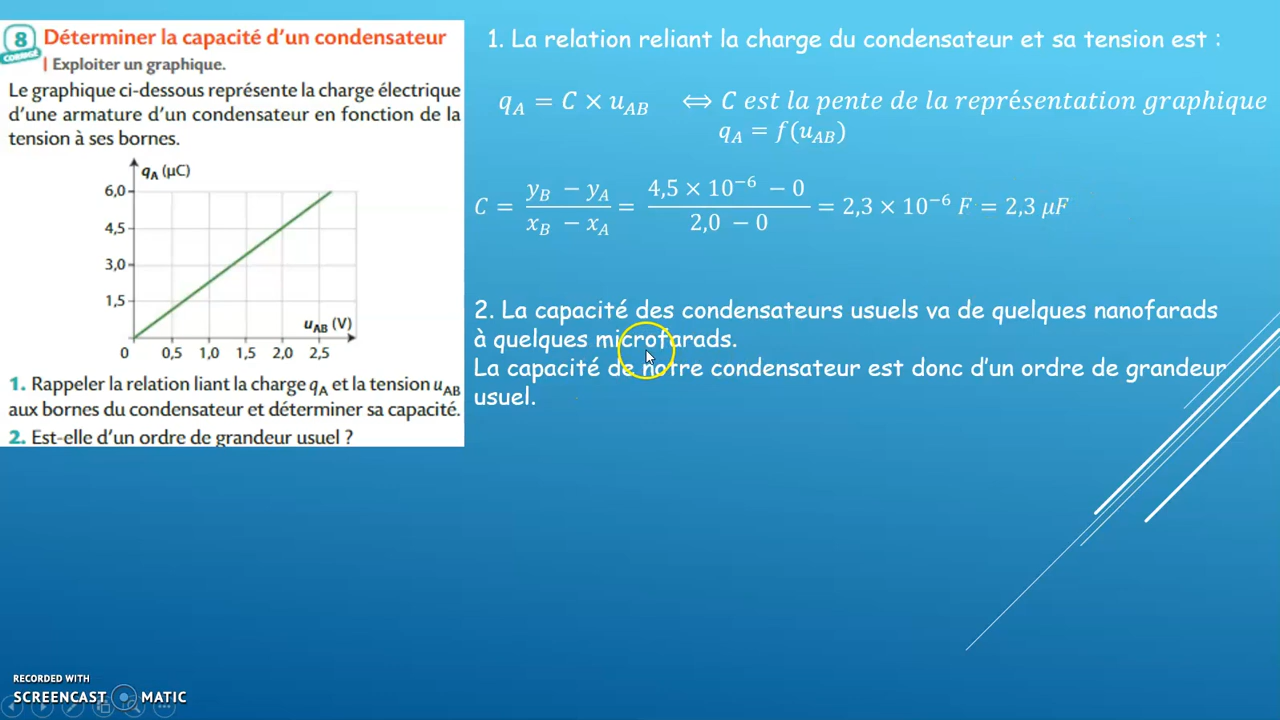 8
CORRIGÉ
Déterminer la capacité d'un condensateur
Exploiter un graphique.
Le graphique ci-dessous représente la charge électrique
d'une armature d'un condensateur en fonction de la
tension à ses bornes.
qA (µC)
6,0
4,5
3,0
1,5
uAB (V)
0 0,5 1,0 1,5 2,0 2,5
1. Rappeler la relation liant la charge qA et la tension uAB
aux bornes du condensateur et déterminer sa capacité.
2. Est-elle d'un ordre de grandeur usuel ?
1. La relation reliant la charge du condensateur et sa tension est :
qA = C × uAB ⟺ C est la pente de la représentation graphique
qA = f(uAB)
C = (yB − yA)/(xB − xA) = (4,5 × 10⁻⁶ − 0)/(2,0 − 0) = 2,3 × 10⁻⁶ F = 2,3 µF
2. La capacité des condensateurs usuels va de quelques nanofarads
à quelques microfarads.
La capacité de notre condensateur est donc d'un ordre de grandeur
usuel.
RECORDED WITH
SCREENCAST MATIC